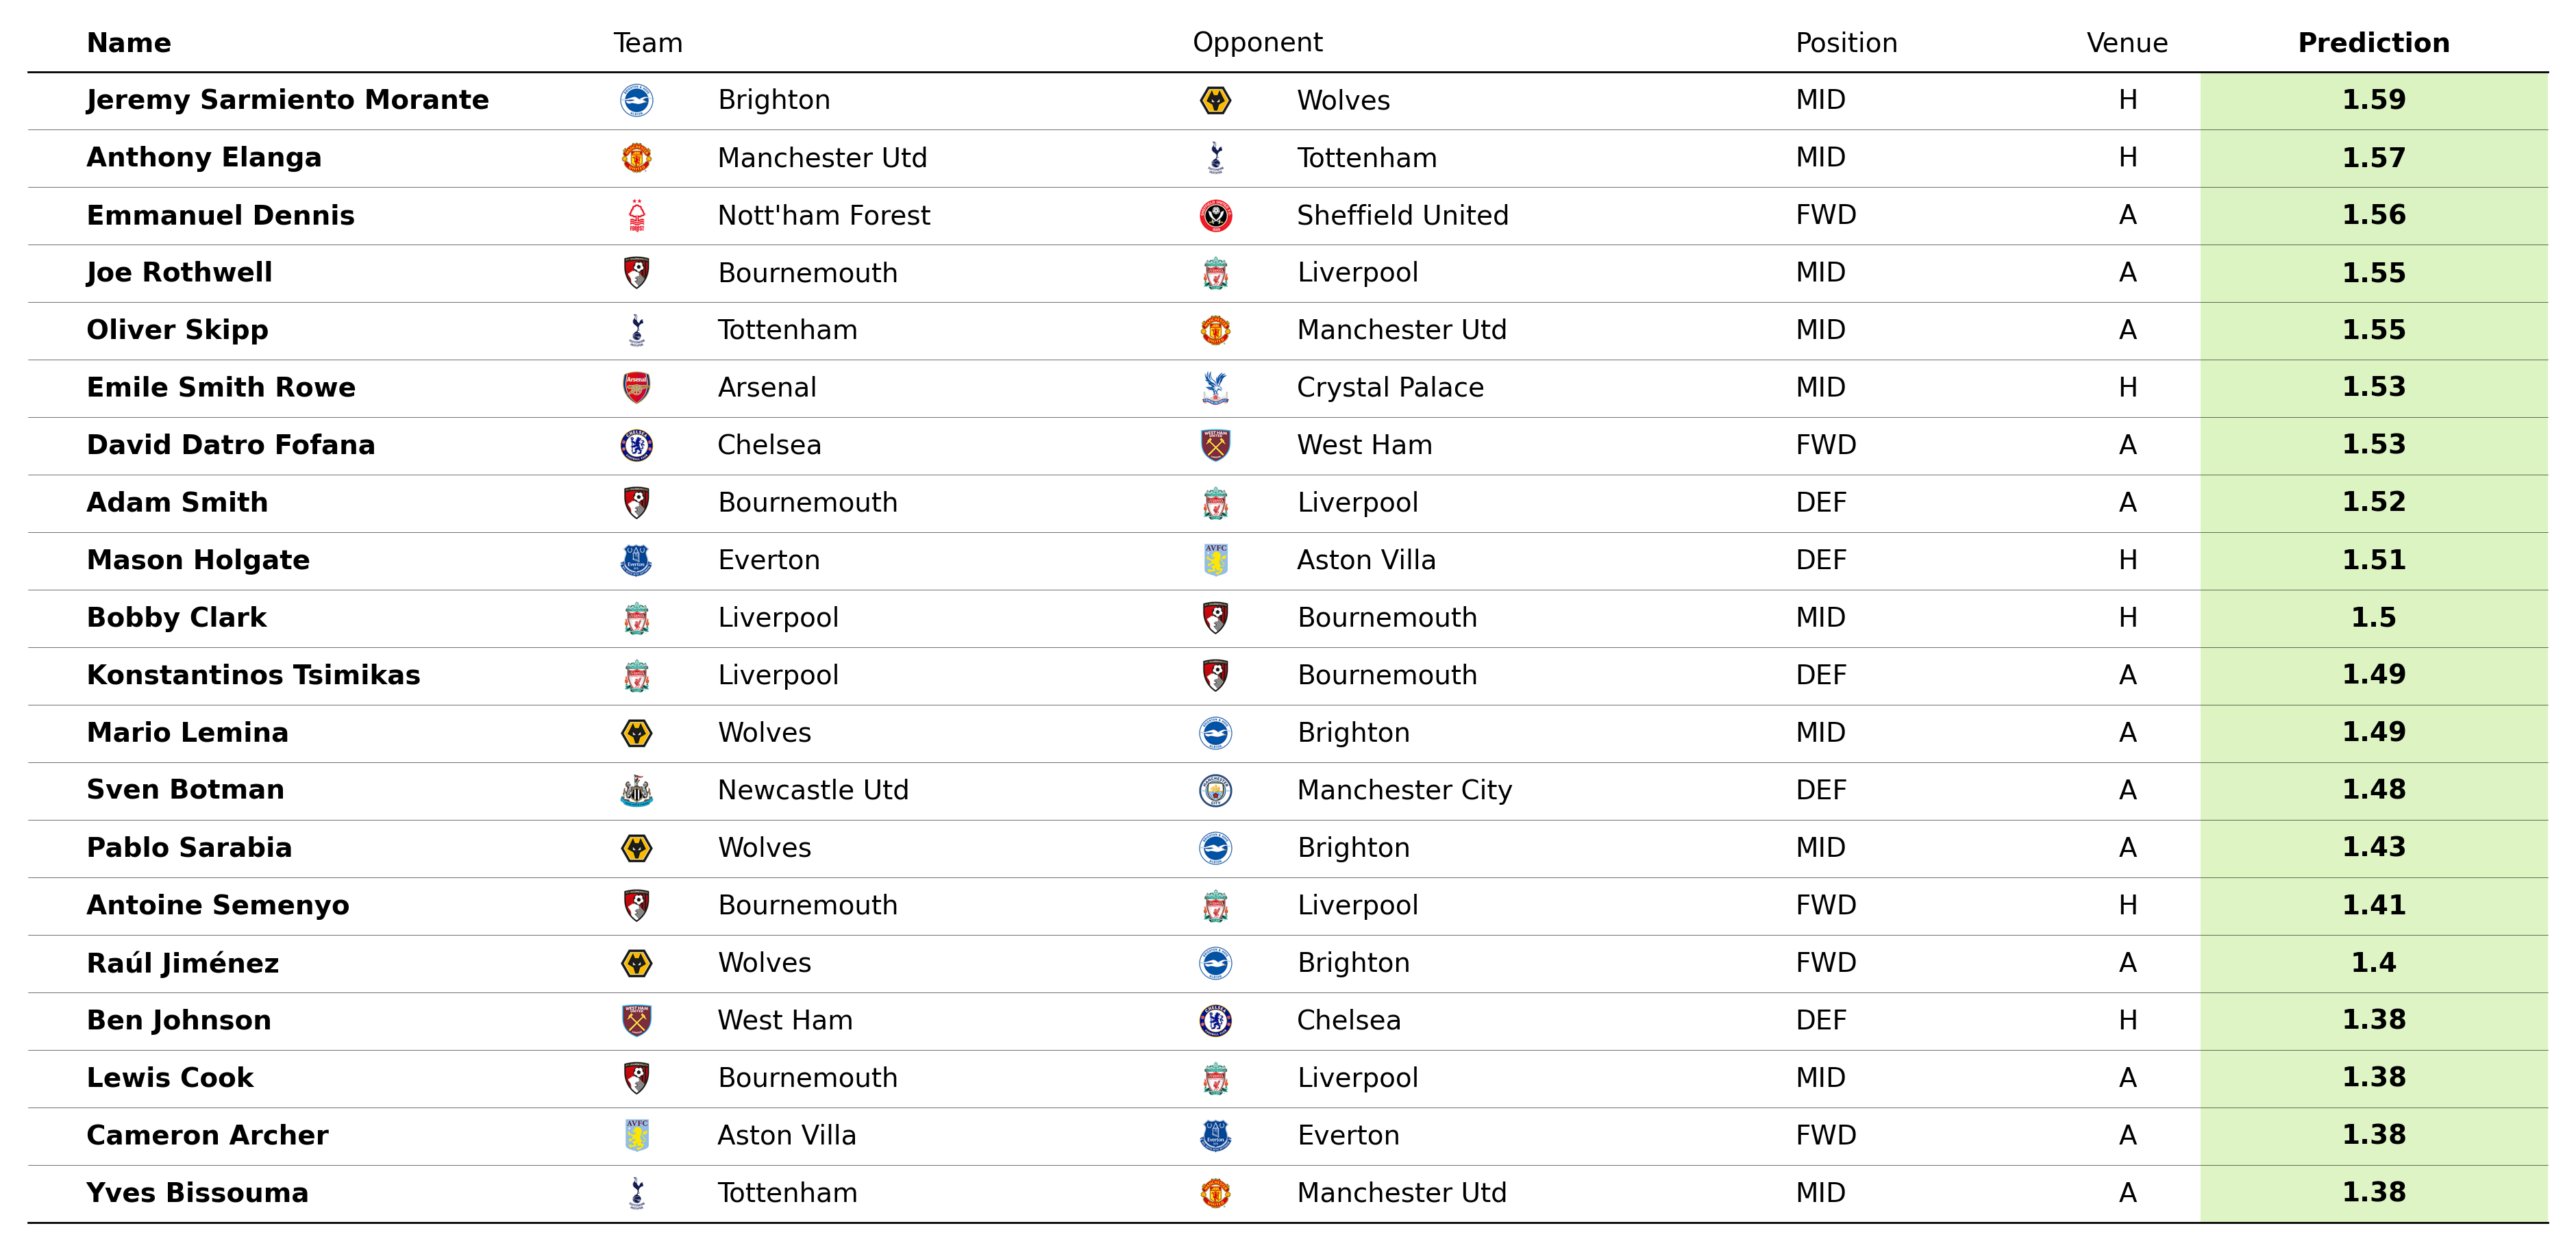 Name Team Opponent Position Venue Prediction
Jeremy Sarmiento Morante Brighton Wolves MID H 1.59
Anthony Elanga Manchester Utd Tottenham MID H 1.57
Emmanuel Dennis Nott'ham Forest Sheffield United FWD A 1.56
Joe Rothwell Bournemouth Liverpool MID A 1.55
Oliver Skipp Tottenham Manchester Utd MID A 1.55
Emile Smith Rowe Arsenal Crystal Palace MID H 1.53
David Datro Fofana Chelsea West Ham FWD A 1.53
Adam Smith Bournemouth Liverpool DEF A 1.52
Mason Holgate Everton Aston Villa DEF H 1.51
Bobby Clark Liverpool Bournemouth MID H 1.5
Konstantinos Tsimikas Liverpool Bournemouth DEF A 1.49
Mario Lemina Wolves Brighton MID A 1.49
Sven Botman Newcastle Utd Manchester City DEF A 1.48
Pablo Sarabia Wolves Brighton MID A 1.43
Antoine Semenyo Bournemouth Liverpool FWD H 1.41
Raúl Jiménez Wolves Brighton FWD A 1.4
Ben Johnson West Ham Chelsea DEF H 1.38
Lewis Cook Bournemouth Liverpool MID A 1.38
Cameron Archer Aston Villa Everton FWD A 1.38
Yves Bissouma Tottenham Manchester Utd MID A 1.38